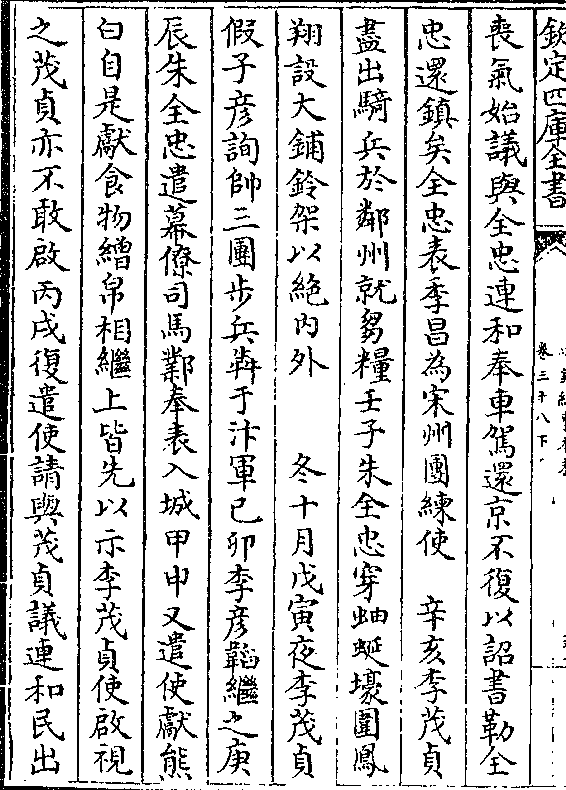 欽定四庫全書
卷三十八下
喪氣始議與全忠連和奉車駕還京不復以詔書勒全
忠還鎮矣全忠表季昌為宋州團練使　辛亥李茂貞
盡出騎兵於鄰州就芻糧壬子朱全忠穿蚰蜒壕圍鳳
翔設犬鋪鈴架以絶内外　冬十月戊寅夜李茂貞
假子彦詢帥三團步兵犇于汴軍己卯李彦韜繼之庚
辰朱全忠遣幕僚司馬鄴奉表入城甲申又遣使獻熊
白自是獻食物繒帛相繼上皆先以示李茂貞使啟視
之茂貞亦不敢啟丙戌復遣使請與茂貞議連和民出